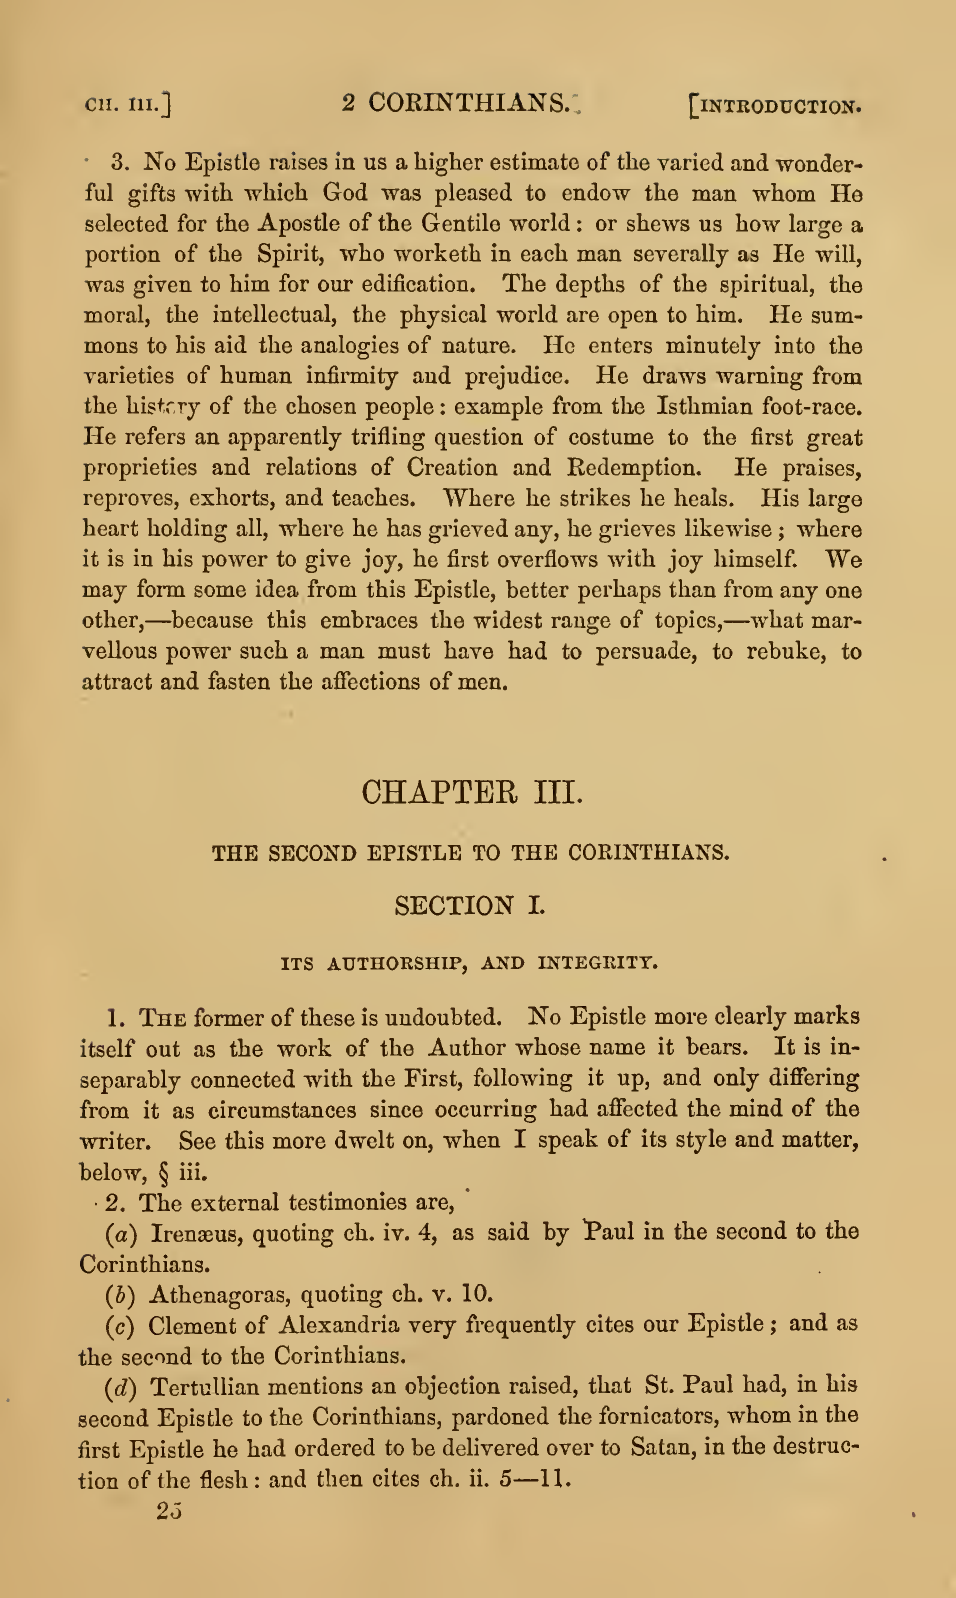 CH. III.] 2 CORINTHIANS. [INTRODUCTION.
3. No Epistle raises in us a higher estimate of the varied and wonder-
ful gifts with which God was pleased to endow the man whom He
selected for the Apostle of the Gentile world : or shews us how large a
portion of the Spirit, who worketh in each man severally as He will,
was given to him for our edification. The depths of the spiritual, the
moral, the intellectual, the physical world are open to him. He sum-
mons to his aid the analogies of nature. He enters minutely into the
varieties of human infirmity and prejudice. He draws warning from
the history of the chosen people : example from the Isthmian foot-race.
He refers an apparently trifling question of costume to the first great
proprieties and relations of Creation and Redemption. He praises,
reproves, exhorts, and teaches. Where he strikes he heals. His large
heart holding all, where he has grieved any, he grieves likewise ; where
it is in his power to give joy, he first overflows with joy himself. We
may form some idea from this Epistle, better perhaps than from any one
other,—because this embraces the widest range of topics,—what mar-
vellous power such a man must have had to persuade, to rebuke, to
attract and fasten the affections of men.
CHAPTER III.
THE SECOND EPISTLE TO THE CORINTHIANS.
SECTION I.
ITS AUTHORSHIP, AND INTEGRITY.
1. THE former of these is undoubted. No Epistle more clearly marks
itself out as the work of the Author whose name it bears. It is in-
separably connected with the First, following it up, and only differing
from it as circumstances since occurring had affected the mind of the
writer. See this more dwelt on, when I speak of its style and matter,
below, § iii.
2. The external testimonies are,
(a) Irenæus, quoting ch. iv. 4, as said by Paul in the second to the
Corinthians.
(b) Athenagoras, quoting ch. v. 10.
(c) Clement of Alexandria very frequently cites our Epistle ; and as
the second to the Corinthians.
(d) Tertullian mentions an objection raised, that St. Paul had, in his
second Epistle to the Corinthians, pardoned the fornicators, whom in the
first Epistle he had ordered to be delivered over to Satan, in the destruc-
tion of the flesh : and then cites ch. ii. 5—11.
25